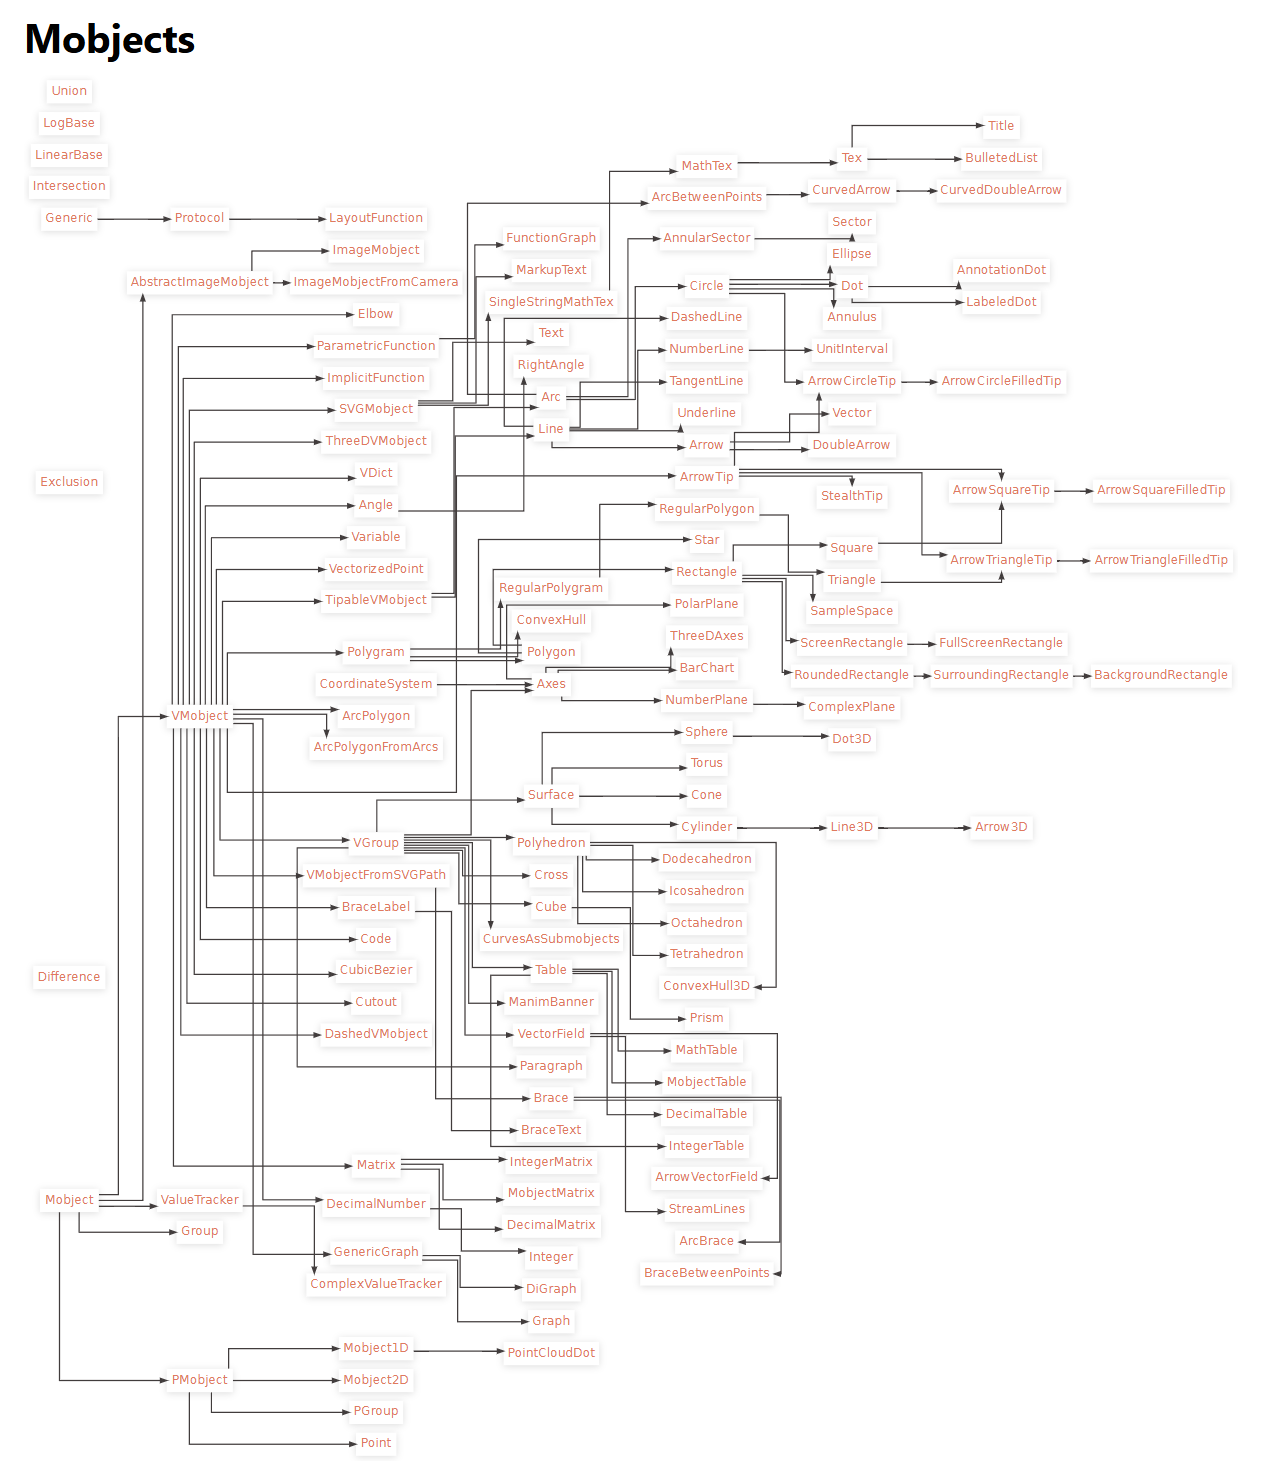 Mobjects
Union
LogBase
LinearBase
Intersection
Generic
Protocol
LayoutFunction
ImageMobject
AbstractImageMobject
ImageMobjectFromCamera
Elbow
ParametricFunction
ImplicitFunction
SVGMobject
ThreeDVMobject
VDict
Exclusion
Angle
Variable
VectorizedPoint
TipableVMobject
Polygram
CoordinateSystem
VMobject
ArcPolygon
ArcPolygonFromArcs
VGroup
VMobjectFromSVGPath
BraceLabel
Code
CubicBezier
Difference
Cutout
DashedVMobject
Matrix
Mobject
ValueTracker
DecimalNumber
Group
GenericGraph
ComplexValueTracker
Mobject1D
PMobject
Mobject2D
PGroup
Point
FunctionGraph
MarkupText
SingleStringMathTex
Text
RightAngle
Arc
Line
RegularPolygram
ConvexHull
Polygon
Axes
Surface
Polyhedron
Cross
Cube
CurvesAsSubmobjects
Table
ManimBanner
VectorField
Paragraph
Brace
BraceText
IntegerMatrix
MobjectMatrix
DecimalMatrix
Integer
DiGraph
Graph
PointCloudDot
MathTex
ArcBetweenPoints
AnnularSector
Circle
DashedLine
NumberLine
TangentLine
Underline
Arrow
ArrowTip
RegularPolygon
Star
Rectangle
PolarPlane
ThreeDAxes
BarChart
NumberPlane
Sphere
Torus
Cone
Cylinder
Dodecahedron
Icosahedron
Octahedron
Tetrahedron
ConvexHull3D
Prism
MathTable
MobjectTable
DecimalTable
IntegerTable
ArrowVectorField
StreamLines
ArcBrace
BraceBetweenPoints
Tex
CurvedArrow
Sector
Ellipse
Dot
Annulus
UnitInterval
ArrowCircleTip
Vector
DoubleArrow
StealthTip
Square
Triangle
SampleSpace
ScreenRectangle
RoundedRectangle
ComplexPlane
Dot3D
Line3D
Title
BulletedList
CurvedDoubleArrow
AnnotationDot
LabeledDot
ArrowCircleFilledTip
ArrowSquareTip
ArrowTriangleTip
FullScreenRectangle
SurroundingRectangle
Arrow3D
ArrowSquareFilledTip
ArrowTriangleFilledTip
BackgroundRectangle